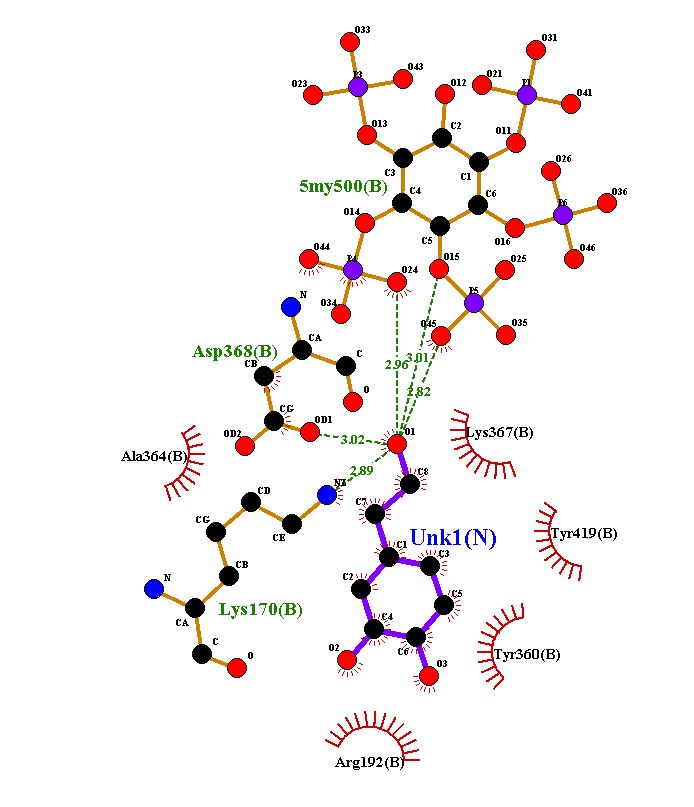 O33
O31
P3
O43
O23
O12
O21
P1
O41
O13
O11
C2
C3
C1
O26
5my500(B)
C4
C6
P6
O36
O14
C5
O16
O44
P4
O15
O46
O24
O25
N
O34
P5
Asp368(B)
CA
C
O45
O35
CB
2.96
3.01
2.82
O
CG
OD1
OD2
3.02
O1
Lys367(B)
Ala364(B)
2.89
CD
NZ
C8
CG
CE
C7
Unk1(N)
Tyr419(B)
C1
C3
CB
N
C2
C5
Lys170(B)
CA
C4
C6
C
O
O2
O3
Tyr360(B)
Arg192(B)